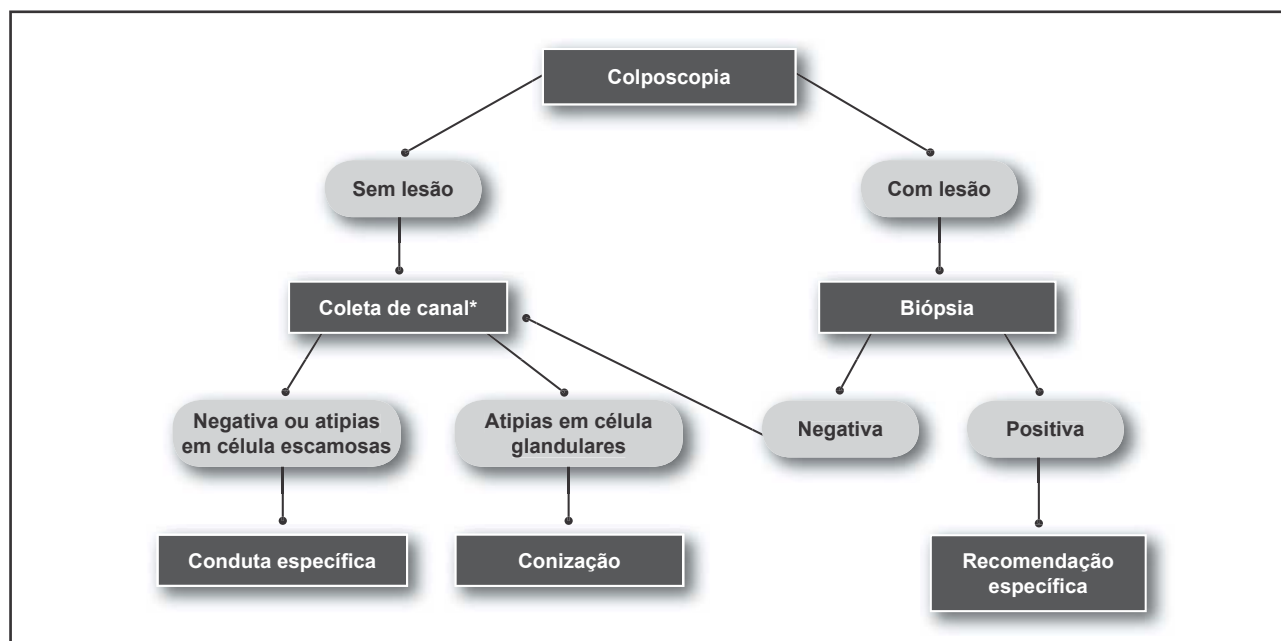 Colposcopia
Sem lesão
Com lesão
Coleta de canal*
Biópsia
Negativa ou atipias
em célula escamosas
Atipias em célula
glandulares
Negativa
Positiva
Conduta específica
Conização
Recomendação
específica